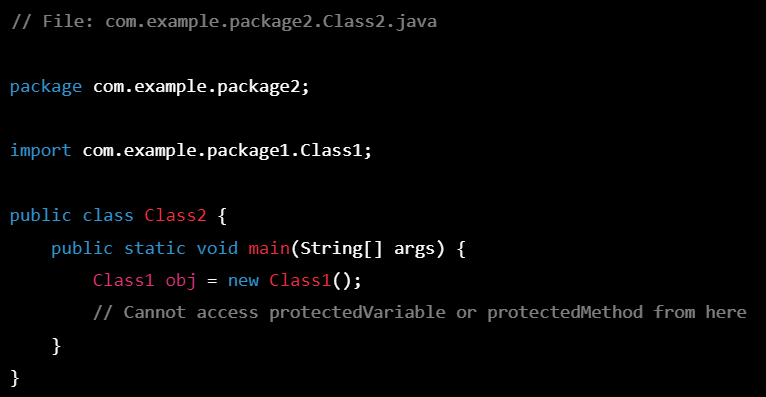 // File: com.example.package2.Class2.java
package com.example.package2;
import com.example.package1.Class1;
public class Class2 {
    public static void main(String[] args) {
        Class1 obj = new Class1();
        // Cannot access protectedVariable or protectedMethod from here
    }
}